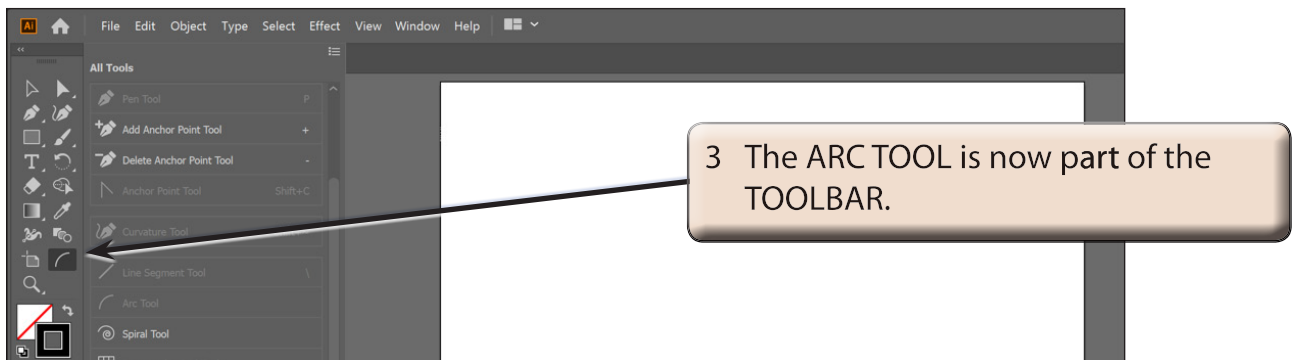 Ai File Edit Object Type Select Effect View Window Help
<<
All Tools
Pen Tool P
Add Anchor Point Tool +
Delete Anchor Point Tool -
Anchor Point Tool Shift+C
Curvature Tool
Line Segment Tool \
Arc Tool
Spiral Tool
3 The ARC TOOL is now part of the
TOOLBAR.